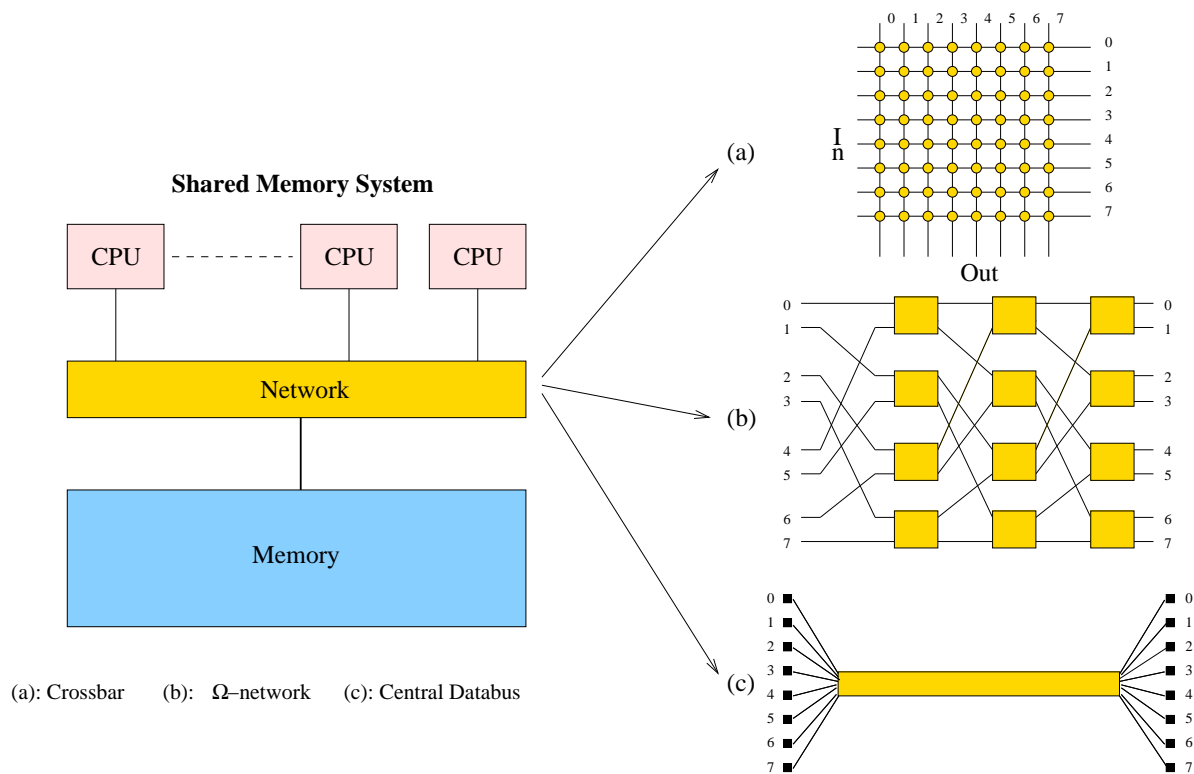 Shared Memory System
CPU CPU CPU
Network
Memory
(a): Crossbar (b): Ω–network (c): Central Databus
(a)
0 1 2 3 4 5 6 7
0
1
2
3
4
5
6
7
In
Out
(b)
0 0
1 1
2 2
3 3
4 4
5 5
6 6
7 7
(c)
0 0
1 1
2 2
3 3
4 4
5 5
6 6
7 7